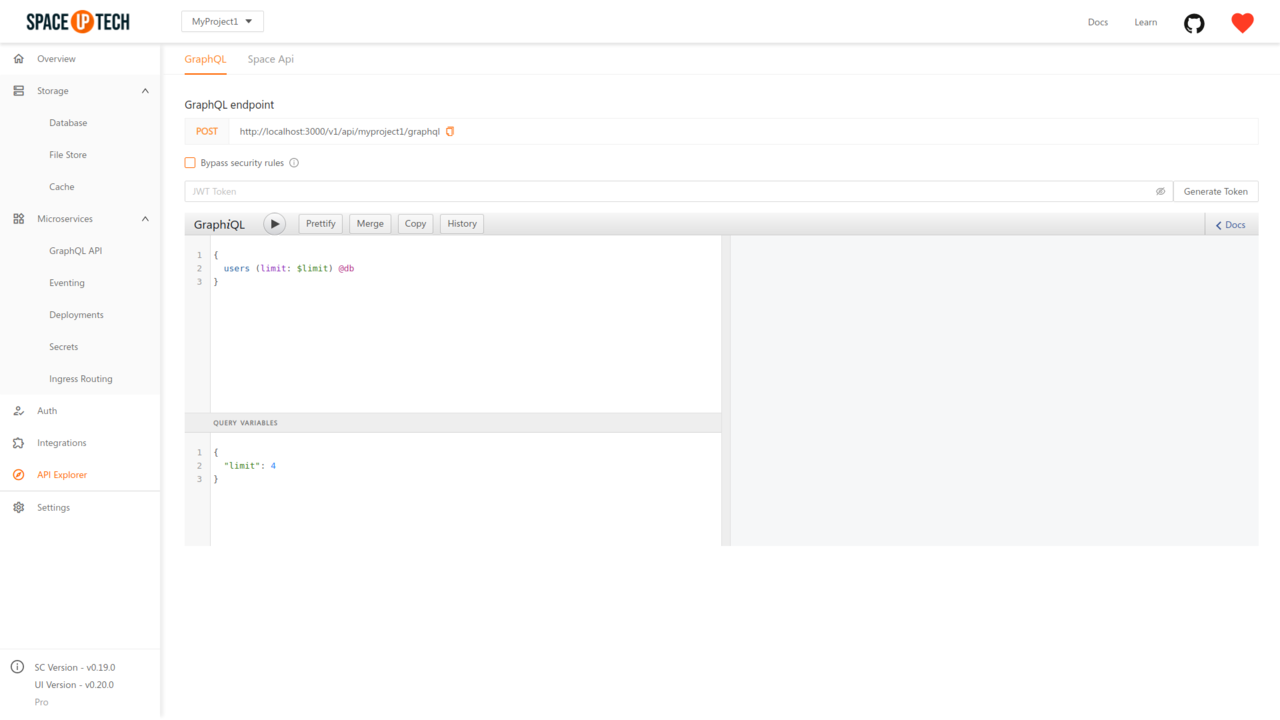 SPACE UP TECH
MyProject1
Docs
Learn
Overview
Storage
Database
File Store
Cache
Microservices
GraphQL API
Eventing
Deployments
Secrets
Ingress Routing
Auth
Integrations
API Explorer
Settings
SC Version - v0.19.0
UI Version - v0.20.0
Pro
GraphQL
Space Api
GraphQL endpoint
POST http://localhost:3000/v1/api/myproject1/graphql
Bypass security rules
JWT Token
Generate Token
GraphiQL
Prettify
Merge
Copy
History
Docs
1 {
2 users (limit: $limit) @db
3 }
QUERY VARIABLES
1 {
2 "limit": 4
3 }